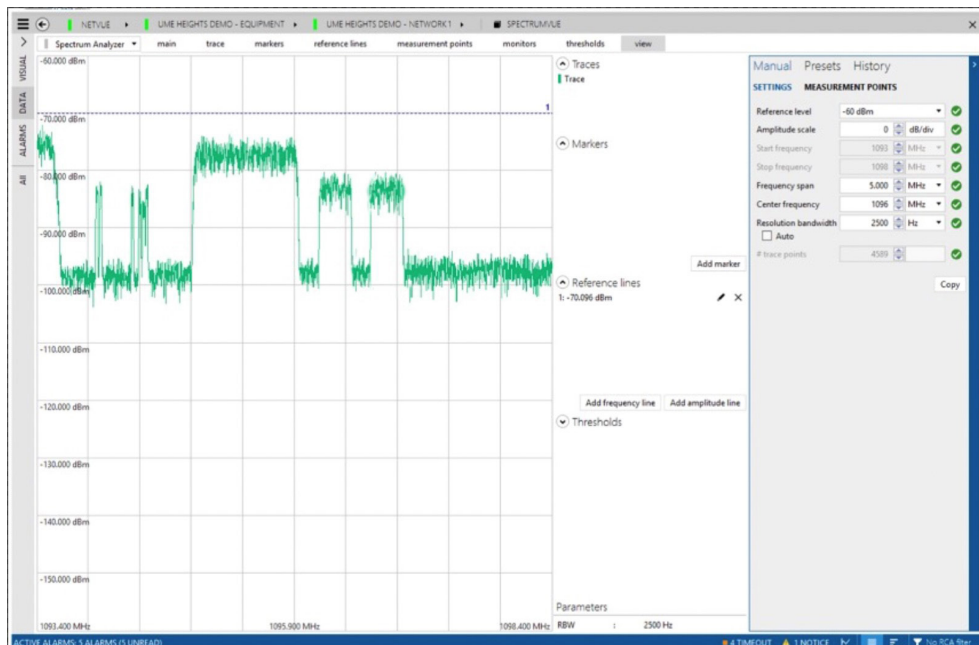 NETVUE
UME HEIGHTS DEMO - EQUIPMENT
UME HEIGHTS DEMO - NETWORK1
SPECTRUMVUE
Spectrum Analyzer
main
trace
markers
reference lines
measurement points
monitors
thresholds
view
VISUAL
DATA
ALARMS
All
-60.000 dBm
1
-70.000 dBm
-80.000 dBm
-90.000 dBm
-100.000 dBm
-110.000 dBm
-120.000 dBm
-130.000 dBm
-140.000 dBm
-150.000 dBm
1093.400 MHz
1095.900 MHz
1098.400 MHz
Traces
Trace
Markers
Add marker
Reference lines
1: -70.096 dBm
Add frequency line
Add amplitude line
Thresholds
Parameters
RBW : 2500 Hz
Manual Presets History
SETTINGS MEASUREMENT POINTS
Reference level -60 dBm
Amplitude scale 0 dB/div
Start frequency 1093 MHz
Stop frequency 1098 MHz
Frequency span 5.000 MHz
Center frequency 1096 MHz
Resolution bandwidth 2500 Hz
Auto
# trace points 4589
Copy
ACTIVE ALARMS: 5 ALARMS (5 UNREAD)
4 TIMEOUT
1 NOTICE
No RCA filter